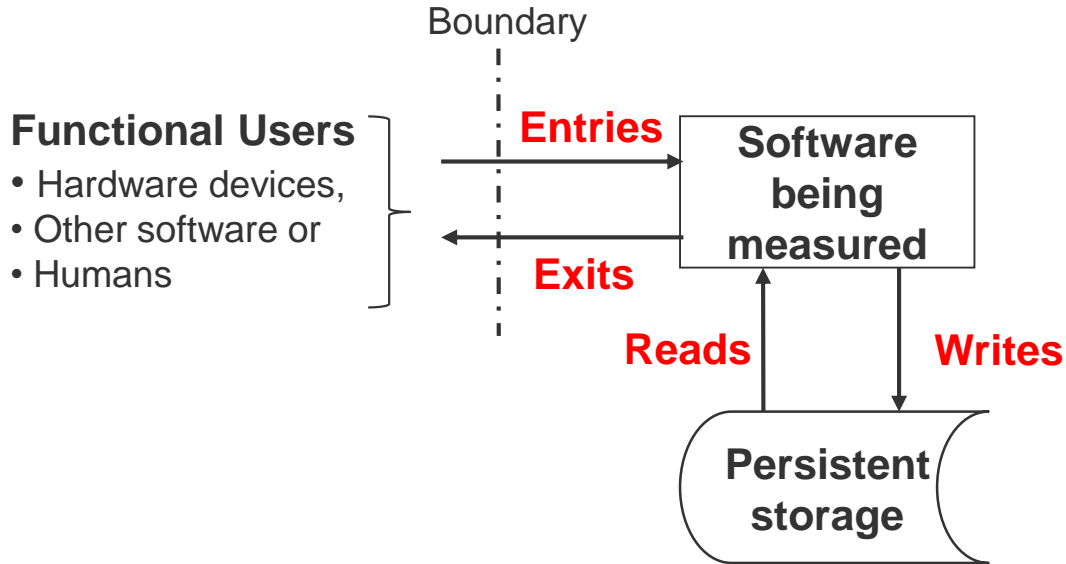 Boundary
Functional Users
• Hardware devices,
• Other software or
• Humans
Entries
Exits
Software
being
measured
Reads
Writes
Persistent
storage